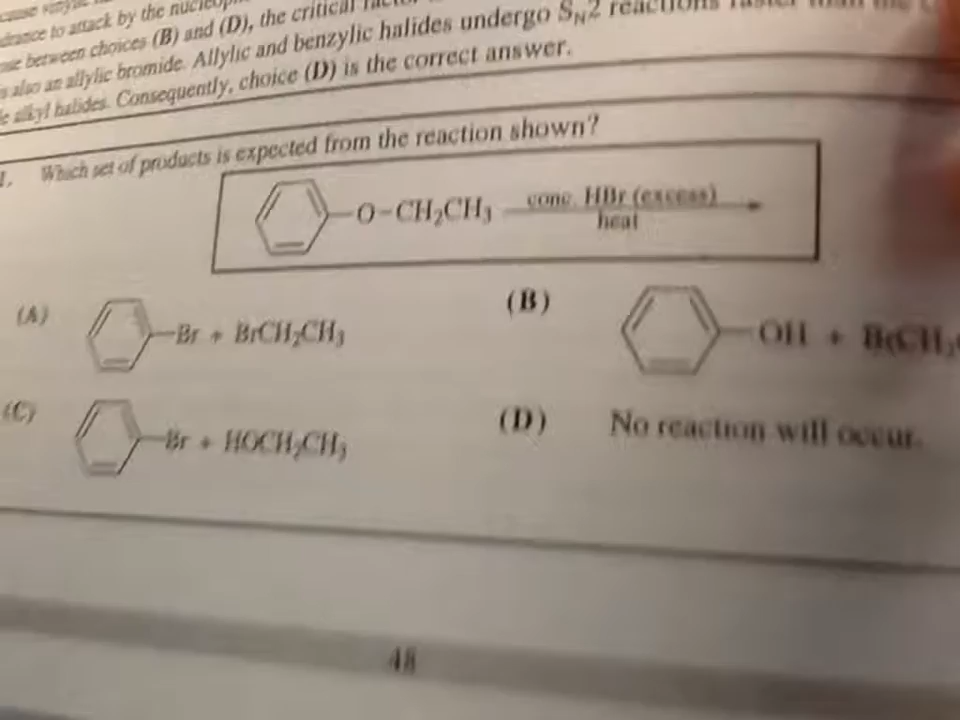 to attack by the
between choices (B) and (D), the critical
is also an allylic bromide. Allylic and benzylic halides undergo SN2 reactions
alkyl halides. Consequently, choice (D) is the correct answer.
Which set of products is expected from the reaction shown?
O-CH2CH3 conc. HBr (excess)
heat
(A) Br + BrCH2CH3
(B) OH + BrCH2
(C) Br + HOCH2CH3
(D) No reaction will occur.
48